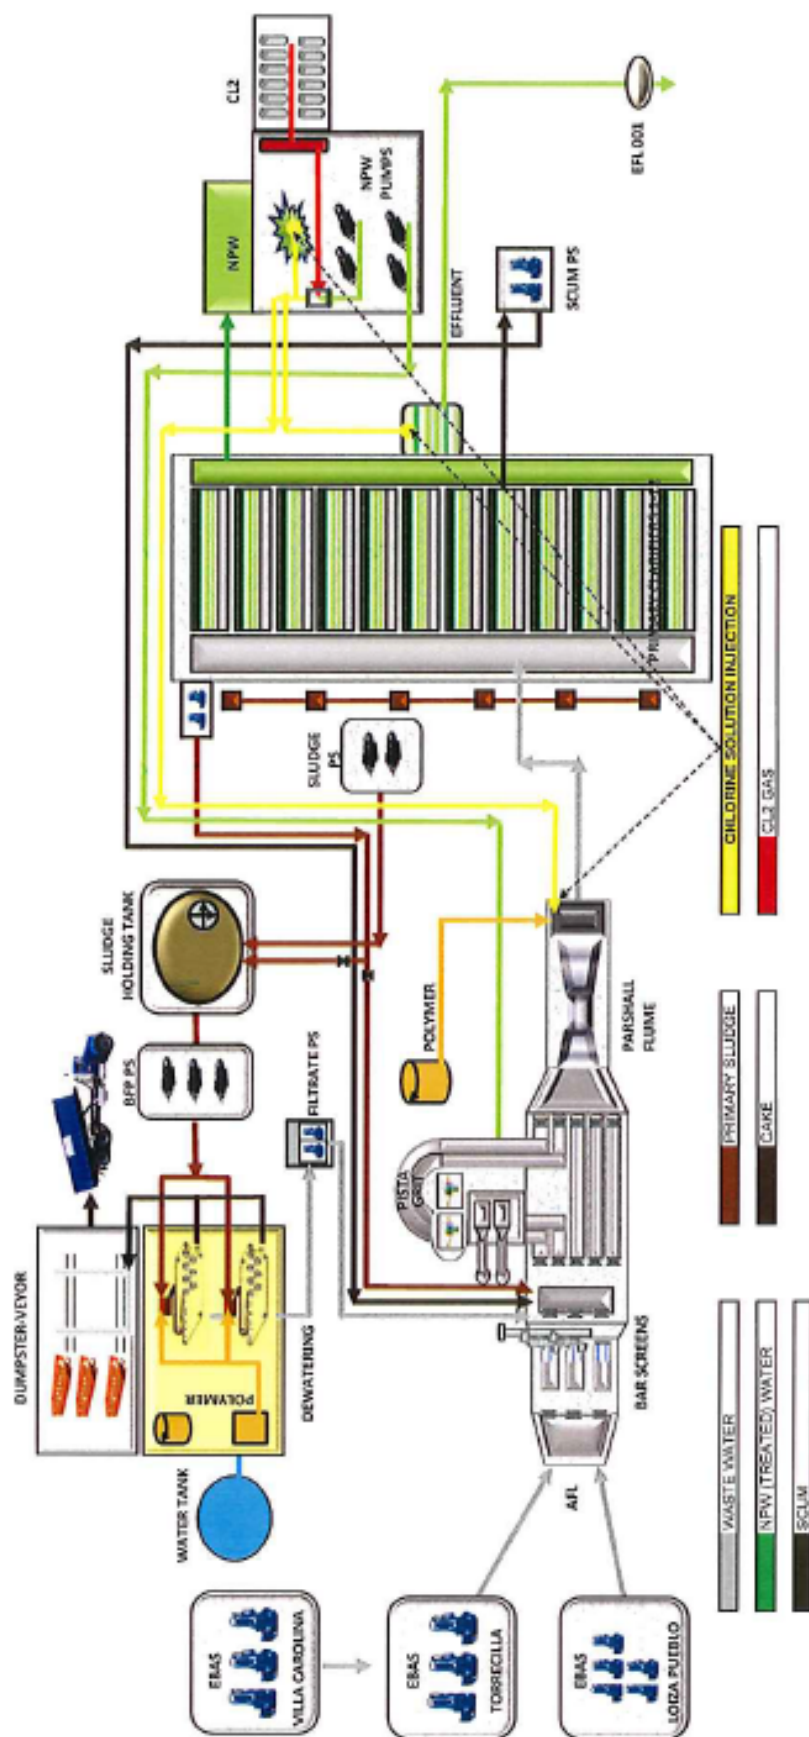 EBAS
VILLA CAROLINA
EBAS
TORRECILLA
EBAS
LOIZA PUEBLO
AFL
BAR SCREENS
PISTA
GRIT
PARSHALL
FLUME
POLYMER
WATER TANK
DUMPSTER-VEYOR
POLYMER
DEWATERING
FILTRATE PS
BFP PS
SLUDGE
HOLDING TANK
SLUDGE
PS
NPW
CL2
NPW
PUMPS
EFFLUENT
SCUM PS
EFL 001
WASTE WATER
NPW (TREATED) WATER
SCUM
PRIMARY SLUDGE
CAKE
CHLORINE SOLUTION INJECTION
CL2 GAS